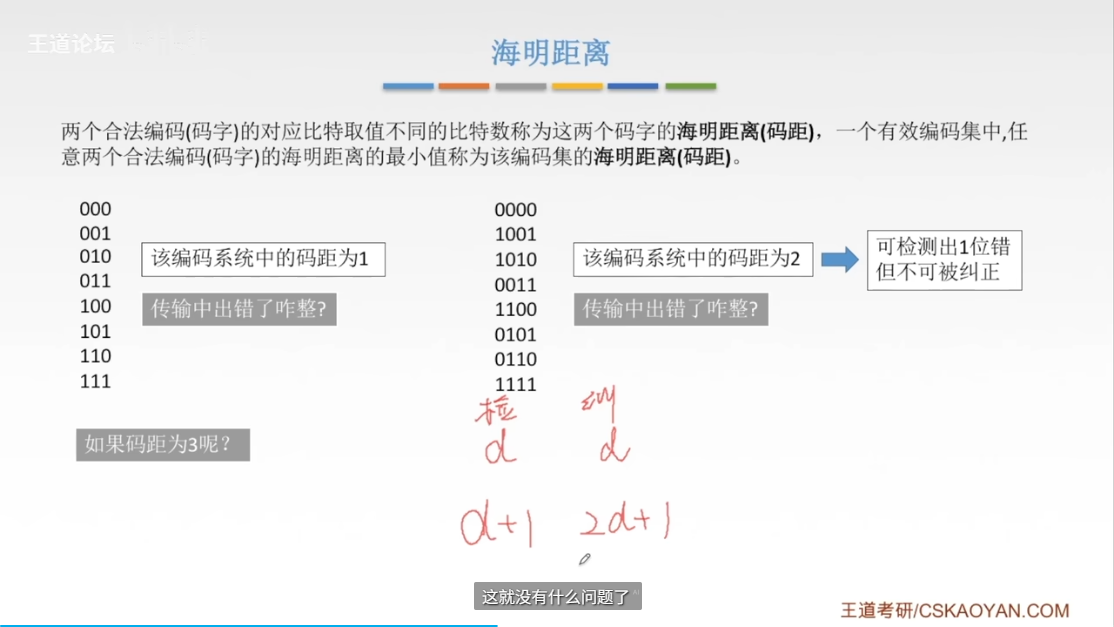 王道论坛
海明距离
两个合法编码(码字)的对应比特取值不同的比特数称为这两个码字的海明距离(码距)，一个有效编码集中,任
意两个合法编码(码字)的海明距离的最小值称为该编码集的海明距离(码距)。
000
001
010
011
100
101
110
111
该编码系统中的码距为1
传输中出错了咋整?
0000
1001
1010
0011
1100
0101
0110
1111
该编码系统中的码距为2
传输中出错了咋整?
可检测出1位错
但不可被纠正
如果码距为3呢？
检 纠
d d
d+1 2d+1
这就没有什么问题了
王道考研/CSKAOYAN.COM